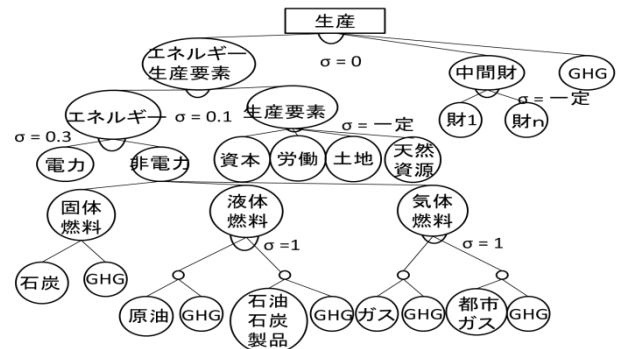 生産
エネルギー
生産要素
σ = 0
中間財
GHG
エネルギー
σ = 0.1
生産要素
σ = 一定
財1
財n
σ = 0.3
σ = 一定
電力
非電力
資本
労働
土地
天然
資源
固体
燃料
液体
燃料
気体
燃料
σ =1
σ = 1
石炭
GHG
原油
GHG
石油
石炭
製品
GHG
ガス
GHG
都市
ガス
GHG